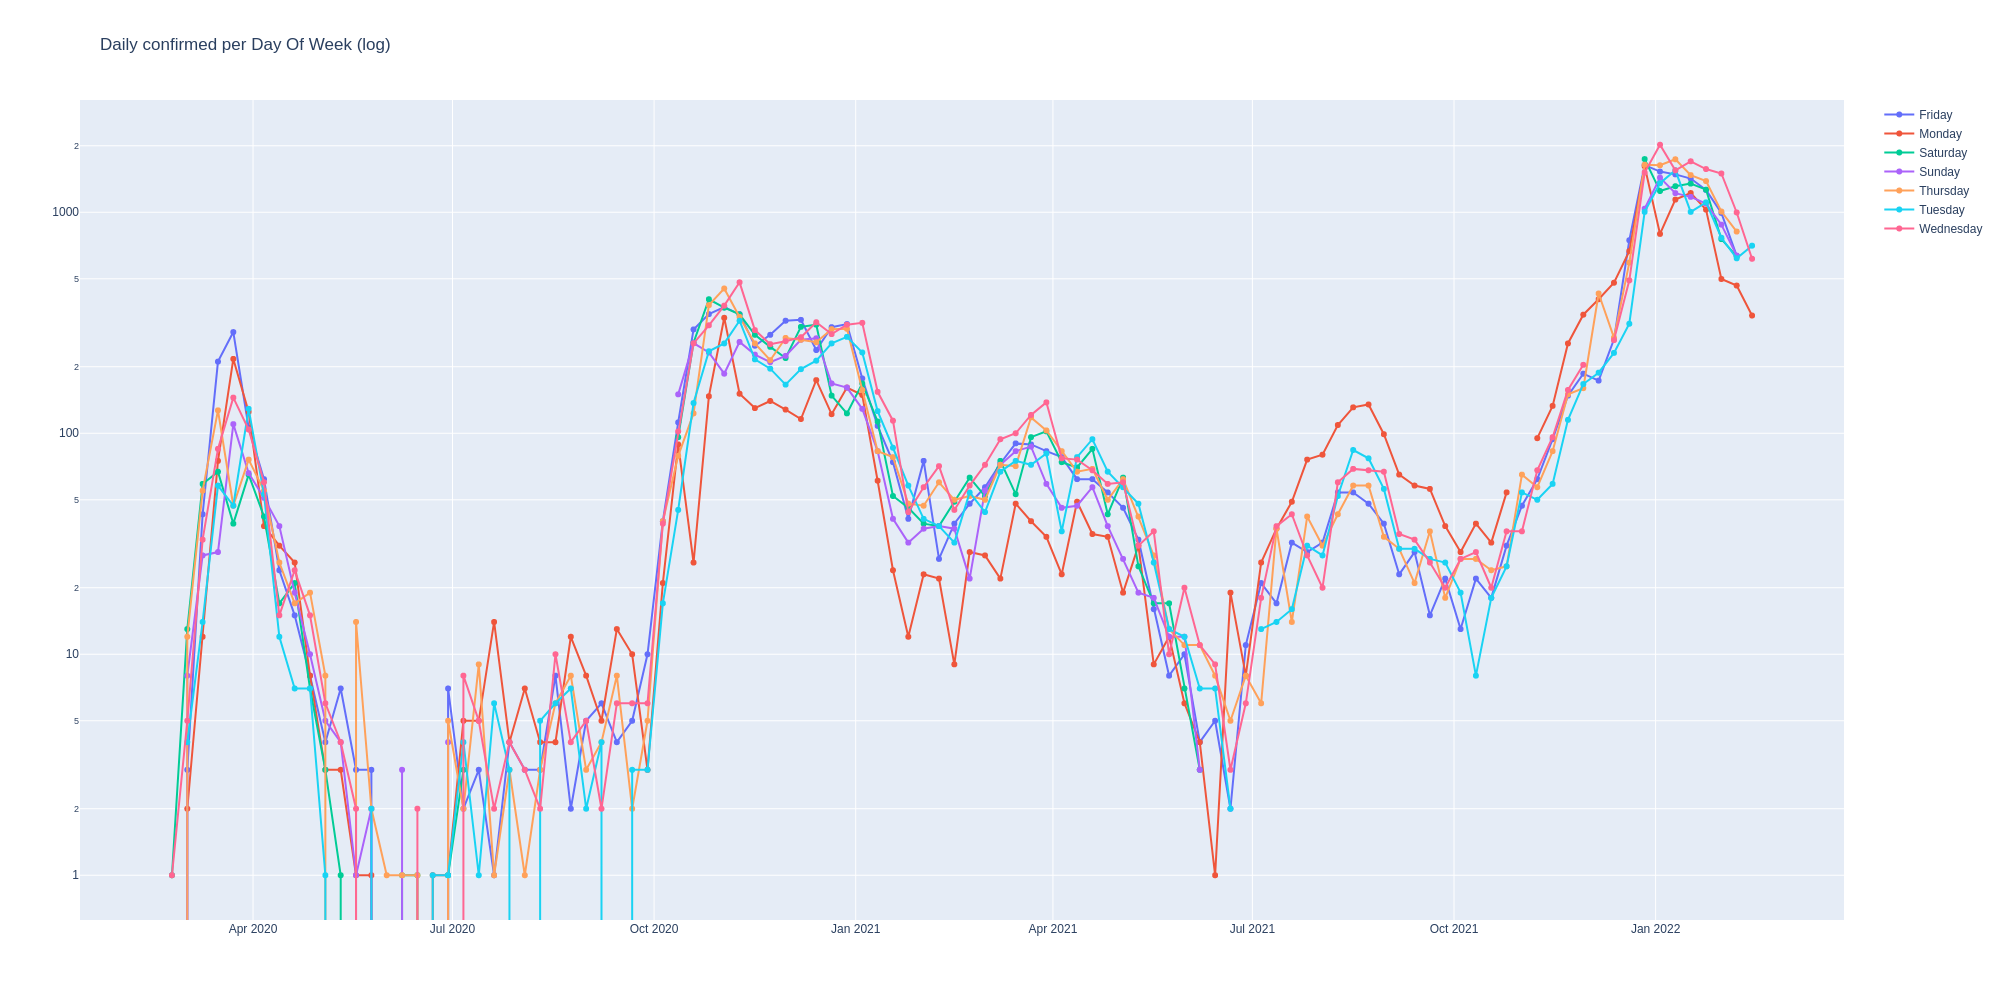 Daily confirmed per Day Of Week (log)
Friday
Monday
Saturday
Sunday
Thursday
Tuesday
Wednesday
2
1000
5
2
100
5
2
10
5
2
1
Apr 2020 Jul 2020 Oct 2020 Jan 2021 Apr 2021 Jul 2021 Oct 2021 Jan 2022